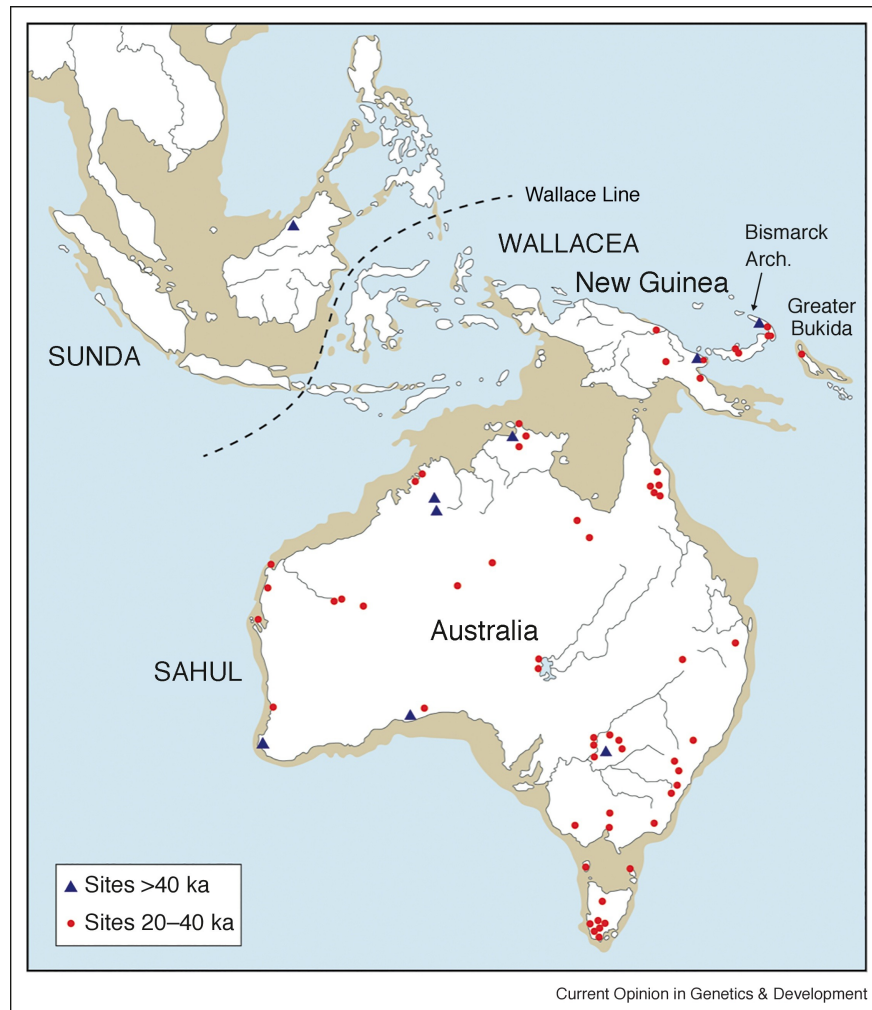 Wallace Line
WALLACEA
Bismarck
Arch.
New Guinea
Greater
Bukida
SUNDA
Australia
SAHUL
Sites >40 ka
Sites 20–40 ka
Current Opinion in Genetics & Development